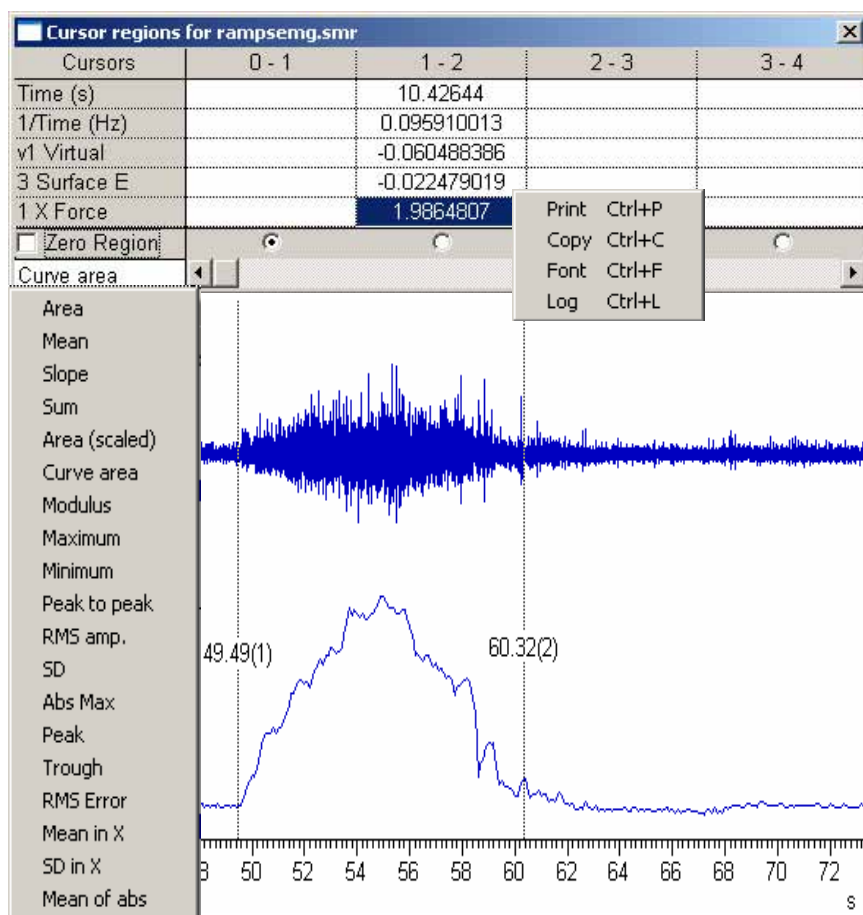 Cursor regions for rampsemg.smr
Cursors 0 - 1 1 - 2 2 - 3 3 - 4
Time (s) 10.42644
1/Time (Hz) 0.095910013
v1 Virtual -0.060488386
3 Surface E -0.022479019
1 X Force 1.9864807
Zero Region
Curve area
Print Ctrl+P
Copy Ctrl+C
Font Ctrl+F
Log Ctrl+L
Area
Mean
Slope
Sum
Area (scaled)
Curve area
Modulus
Maximum
Minimum
Peak to peak
RMS amp.
SD
Abs Max
Peak
Trough
RMS Error
Mean in X
SD in X
Mean of abs
49.49(1) 60.32(2)
50 52 54 56 58 60 62 64 66 68 70 72
s